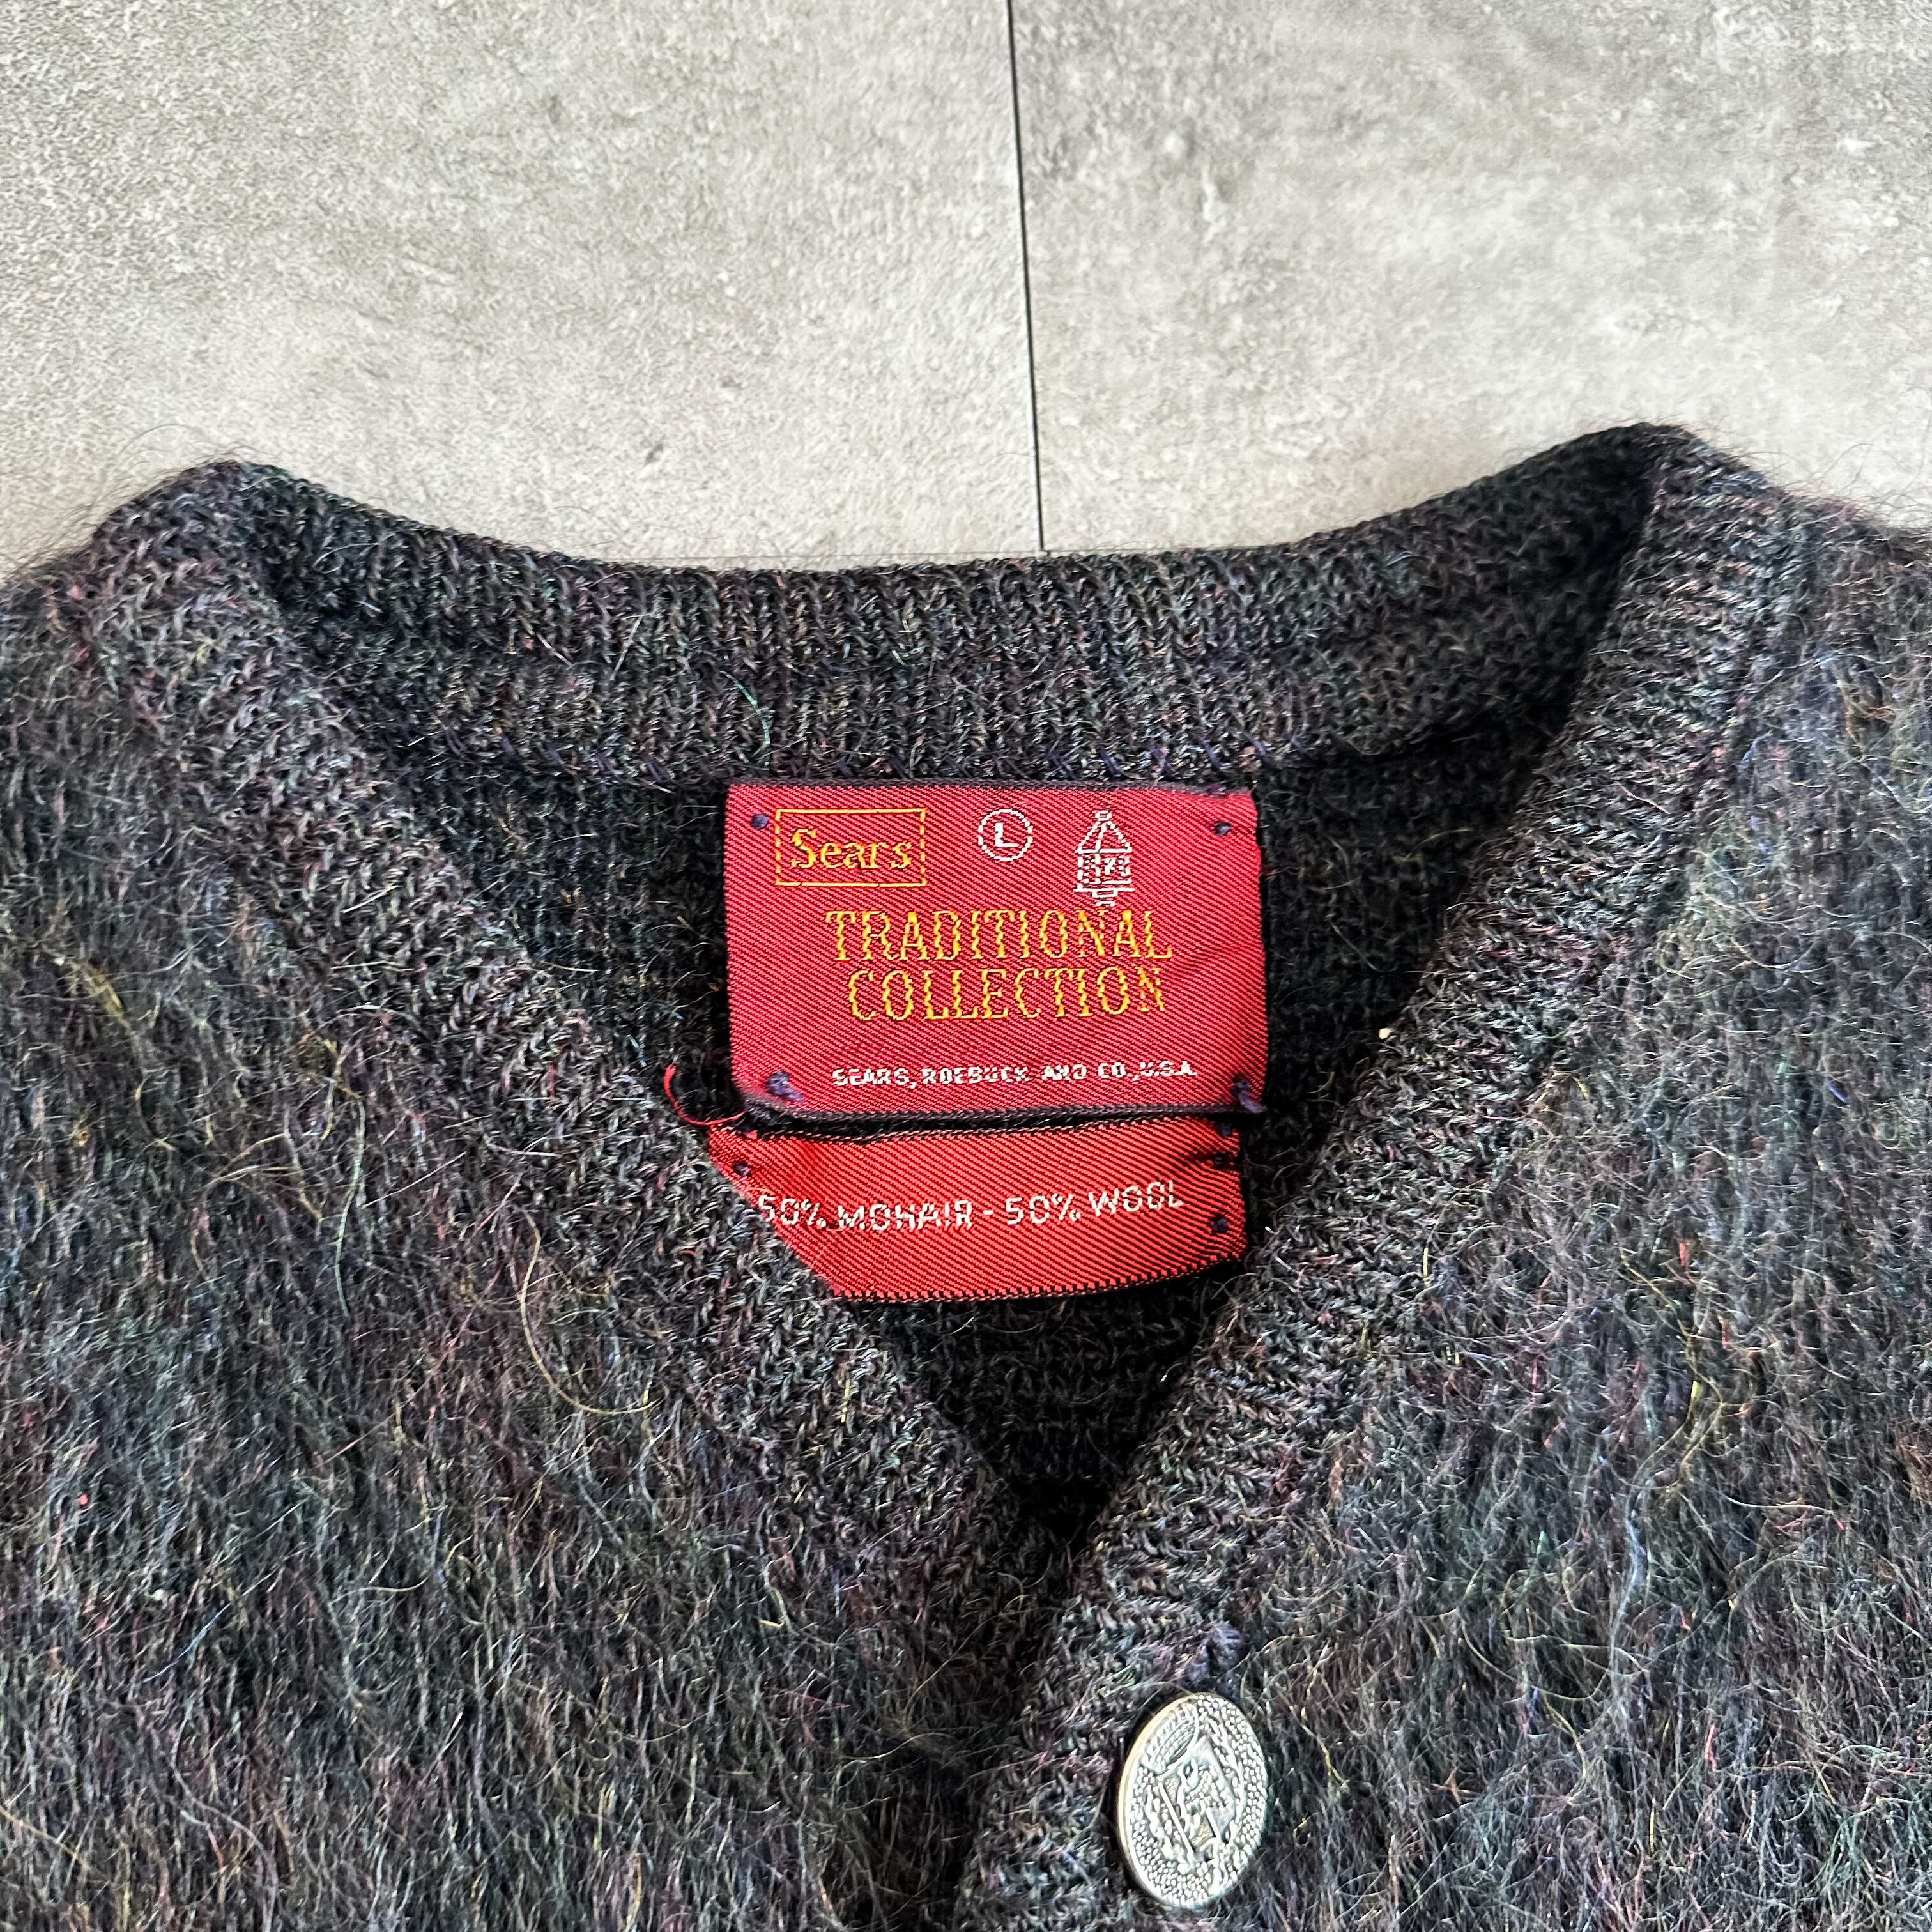 Sears L
TRADITIONAL
COLLECTION
SEARS, ROEBUCK AND CO., U.S.A.
50% MOHAIR - 50% WOOL